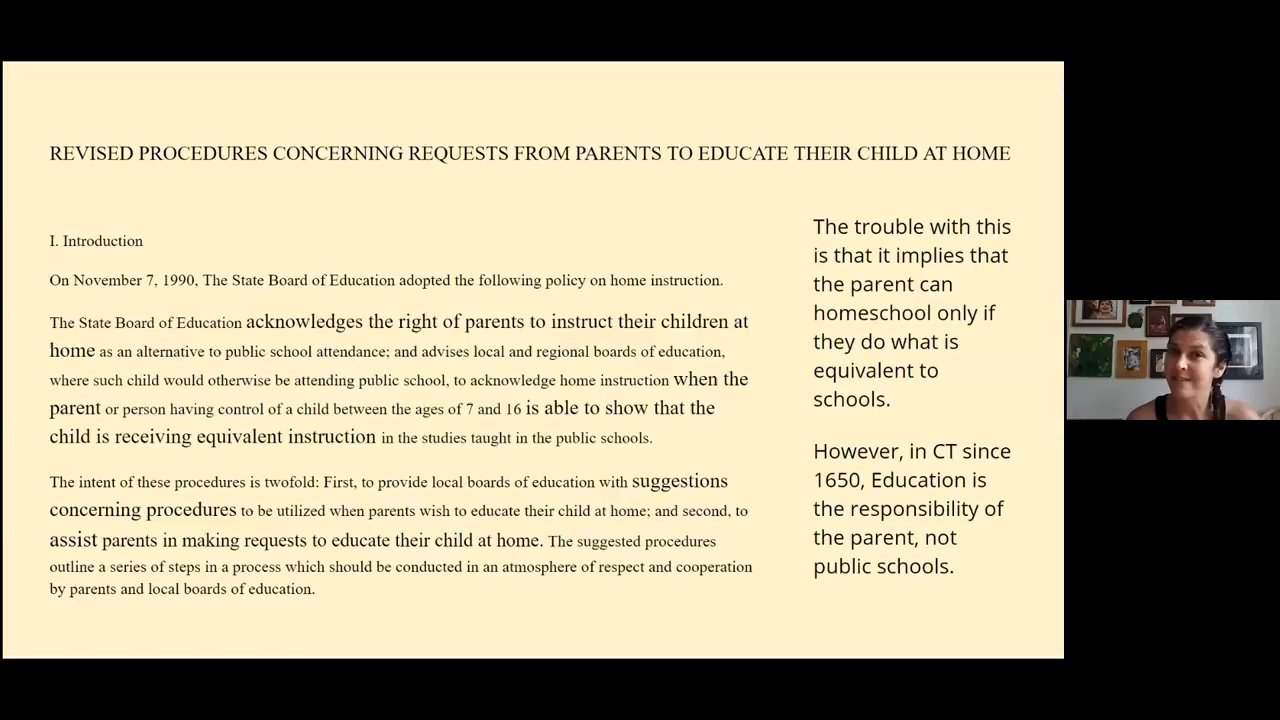 REVISED PROCEDURES CONCERNING REQUESTS FROM PARENTS TO EDUCATE THEIR CHILD AT HOME
I. Introduction
On November 7, 1990, The State Board of Education adopted the following policy on home instruction.
The State Board of Education acknowledges the right of parents to instruct their children at
home as an alternative to public school attendance; and advises local and regional boards of education,
where such child would otherwise be attending public school, to acknowledge home instruction when the
parent or person having control of a child between the ages of 7 and 16 is able to show that the
child is receiving equivalent instruction in the studies taught in the public schools.
The intent of these procedures is twofold: First, to provide local boards of education with suggestions
concerning procedures to be utilized when parents wish to educate their child at home; and second, to
assist parents in making requests to educate their child at home. The suggested procedures
outline a series of steps in a process which should be conducted in an atmosphere of respect and cooperation
by parents and local boards of education.
The trouble with this
is that it implies that
the parent can
homeschool only if
they do what is
equivalent to
schools.
However, in CT since
1650, Education is
the responsibility of
the parent, not
public schools.